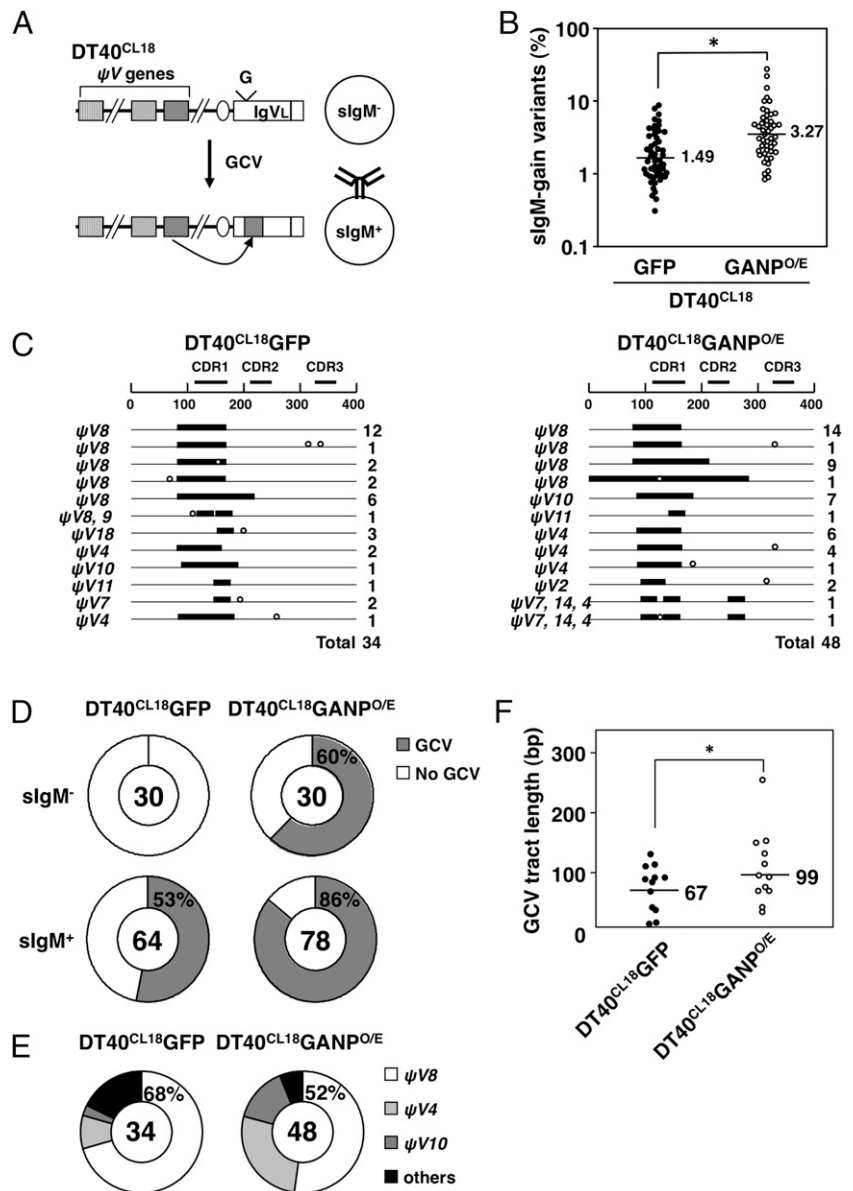 A
DT40CL18
ψV genes
G
IgVL
sIgM-
GCV
sIgM+
B
sIgM-gain variants (%)
100
10
1
0.1
*
1.49
3.27
GFP
GANPO/E
DT40CL18
C
DT40CL18GFP
CDR1 CDR2 CDR3
0 100 200 300 400
ψV8 12
ψV8 1
ψV8 2
ψV8 2
ψV8 6
ψV8, 9 1
ψV18 3
ψV4 2
ψV10 1
ψV11 1
ψV7 2
ψV4 1
Total 34
DT40CL18GANPO/E
CDR1 CDR2 CDR3
0 100 200 300 400
ψV8 14
ψV8 1
ψV8 9
ψV8 1
ψV10 7
ψV11 1
ψV4 6
ψV4 4
ψV4 1
ψV2 2
ψV7, 14, 4 1
ψV7, 14, 4 1
Total 48
D
DT40CL18GFP DT40CL18GANPO/E
GCV
No GCV
sIgM-
30
60%
30
sIgM+
53%
64
86%
78
E
DT40CL18GFP DT40CL18GANPO/E
68%
34
52%
48
ψV8
ψV4
ψV10
others
F
GCV tract length (bp)
300
200
100
0
*
67
99
DT40CL18GFP
DT40CL18GANPO/E